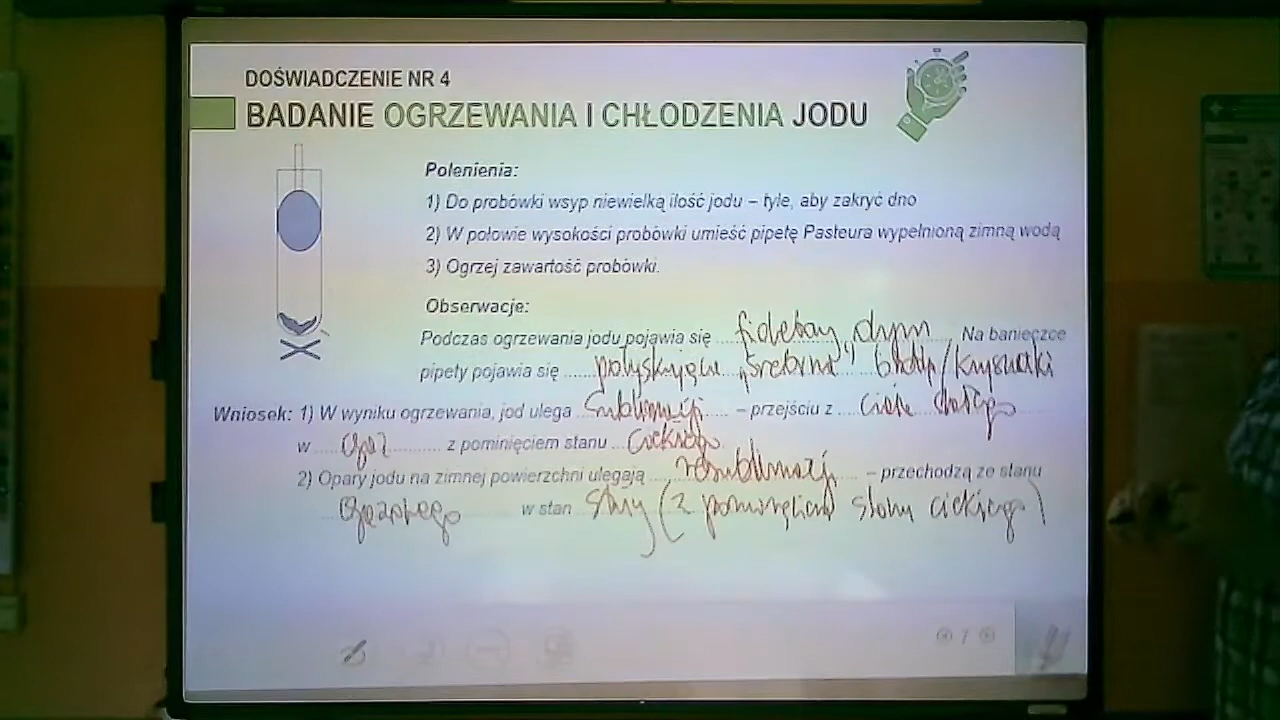 DOŚWIADCZENIE NR 4
BADANIE OGRZEWANIA I CHŁODZENIA JODU
Polenienia:
1) Do probówki wsyp niewielką ilość jodu – tyle, aby zakryć dno
2) W połowie wysokości probówki umieść pipetę Pasteura wypełnioną zimną wodą
3) Ogrzej zawartość probówki.
Obserwacje:
Podczas ogrzewania jodu pojawia się fioletowy dym. Na banieczce
pipety pojawia się połyskujące „srebrne" / kryształki
Wniosek: 1) W wyniku ogrzewania, jod ulega sublimacji – przejściu z ciała stałego
w gaz z pominięciem stanu ciekłego
2) Opary jodu na zimnej powierzchni ulegają resublimacji – przechodzą ze stanu
gazowego w stan stały (z pominięciem stanu ciekłego)
7